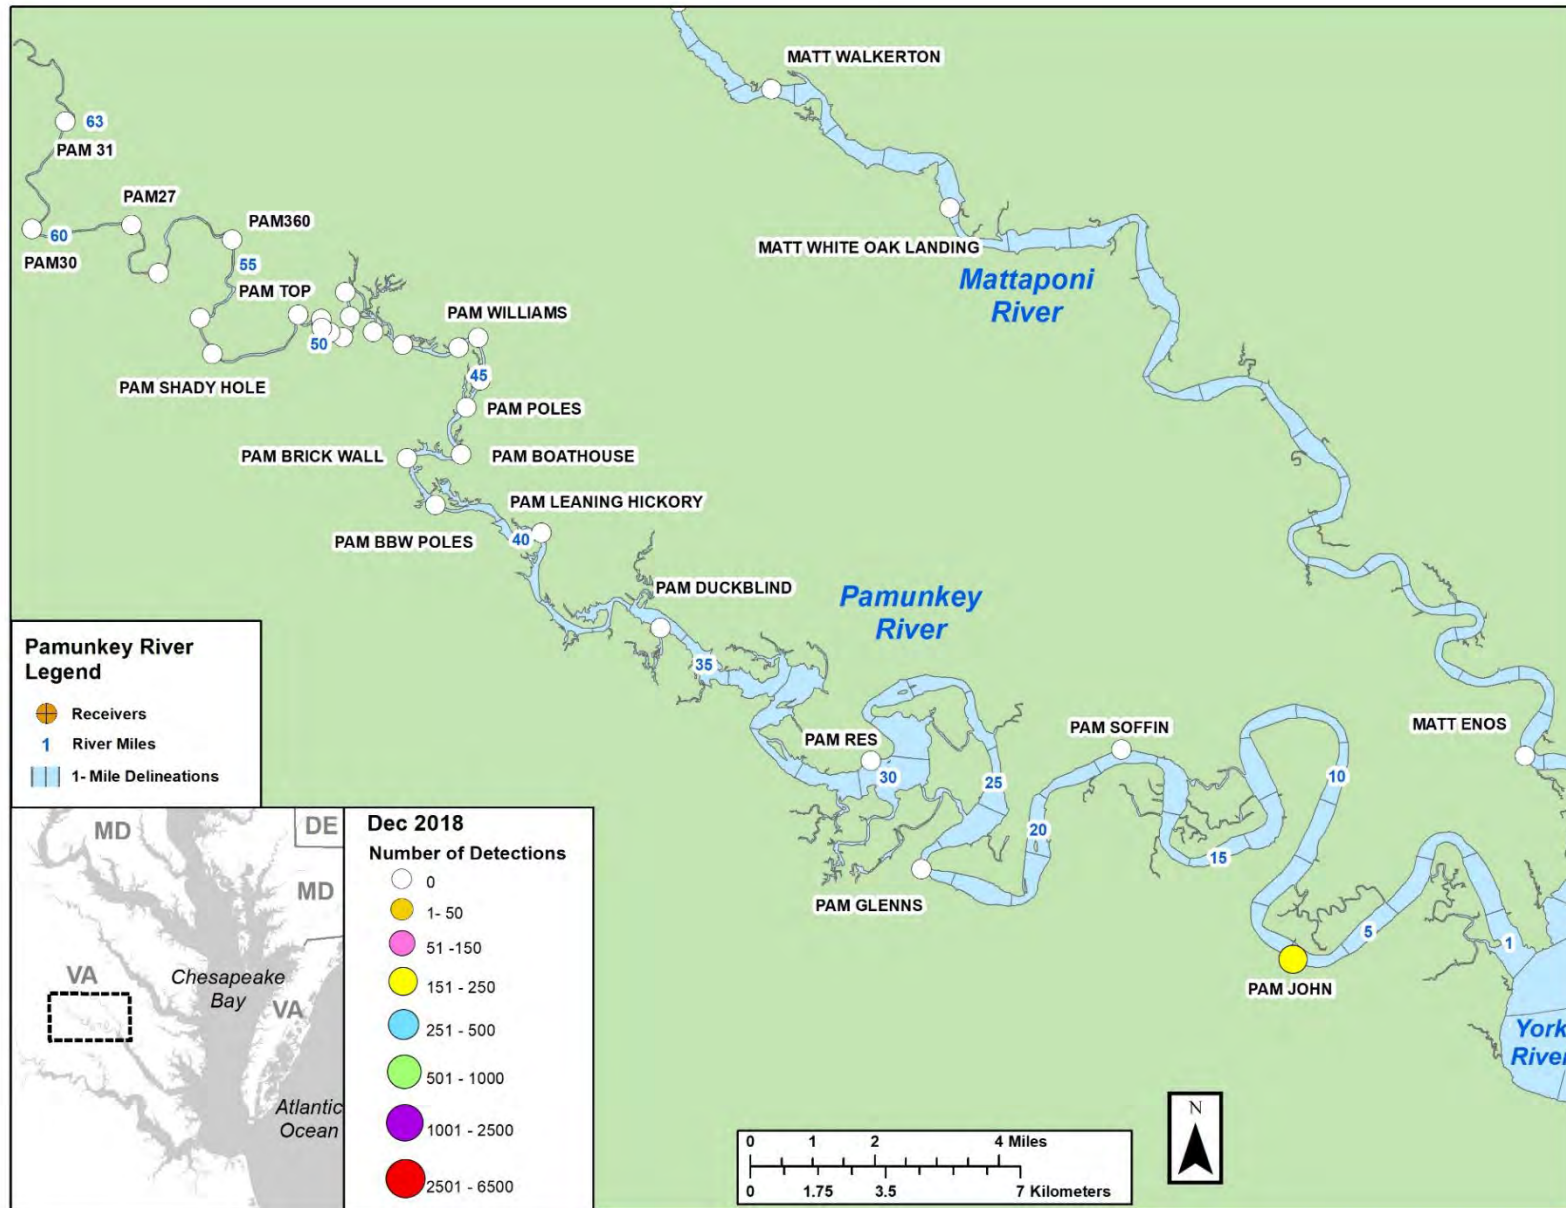 MATT WALKERTON
63
PAM 31
PAM27
PAM360
60
PAM30
55
MATT WHITE OAK LANDING
Mattaponi
River
PAM TOP
PAM WILLIAMS
50
45
PAM SHADY HOLE
PAM POLES
PAM BRICK WALL
PAM BOATHOUSE
PAM LEANING HICKORY
40
PAM BBW POLES
PAM DUCKBLIND
Pamunkey
River
35
PAM RES
PAM SOFFIN
MATT ENOS
30
25
10
20
15
PAM GLENNS
5
1
PAM JOHN
York
River
Pamunkey River
Legend
Receivers
1 River Miles
1- Mile Delineations
MD
DE
MD
VA
Chesapeake
Bay
VA
Atlantic
Ocean
Dec 2018
Number of Detections
0
1- 50
51 -150
151 - 250
251 - 500
501 - 1000
1001 - 2500
2501 - 6500
0 1 2 4 Miles
0 1.75 3.5 7 Kilometers
N